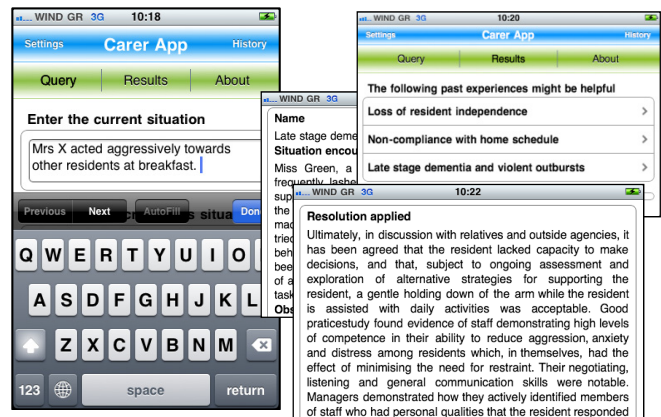 WIND GR 3G 10:18
Settings Carer App History
Query Results About
Enter the current situation
Mrs X acted aggressively towards
other residents at breakfast.
Previous Next AutoFill situa Don
Q W E R T Y U I O
A S D F G H J K L
Z X C V B N M
123 space return
WIND GR 3G
Name
Late stage deme
Situation encou
Miss Green, a
frequently lashe
sup
the
mad
tried
beh
bee
of a
task
Obs
WIND GR 3G 10:20
Settings Carer App History
Query Results About
The following past experiences might be helpful
Loss of resident independence
Non-compliance with home schedule
Late stage dementia and violent outbursts
WIND GR 3G 10:22
Resolution applied
Ultimately, in discussion with relatives and outside agencies, it
has been agreed that the resident lacked capacity to make
decisions, and that, subject to ongoing assessment and
exploration of alternative strategies for supporting the
resident, a gentle holding down of the arm while the resident
is assisted with daily activities was acceptable. Good
praticestudy found evidence of staff demonstrating high levels
of competence in their ability to reduce aggression, anxiety
and distress among residents which, in themselves, had the
effect of minimising the need for restraint. Their negotiating,
listening and general communication skills were notable.
Managers demonstrated how they actively identified members
of staff who had personal qualities that the resident responded